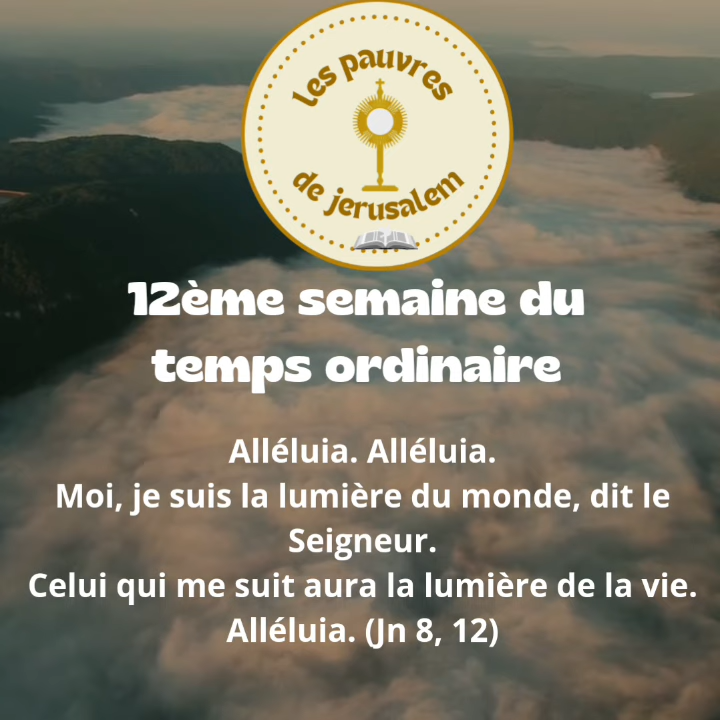 les pauvres
de jerusalem
12ème semaine du
temps ordinaire
Alléluia. Alléluia.
Moi, je suis la lumière du monde, dit le
Seigneur.
Celui qui me suit aura la lumière de la vie.
Alléluia. (Jn 8, 12)